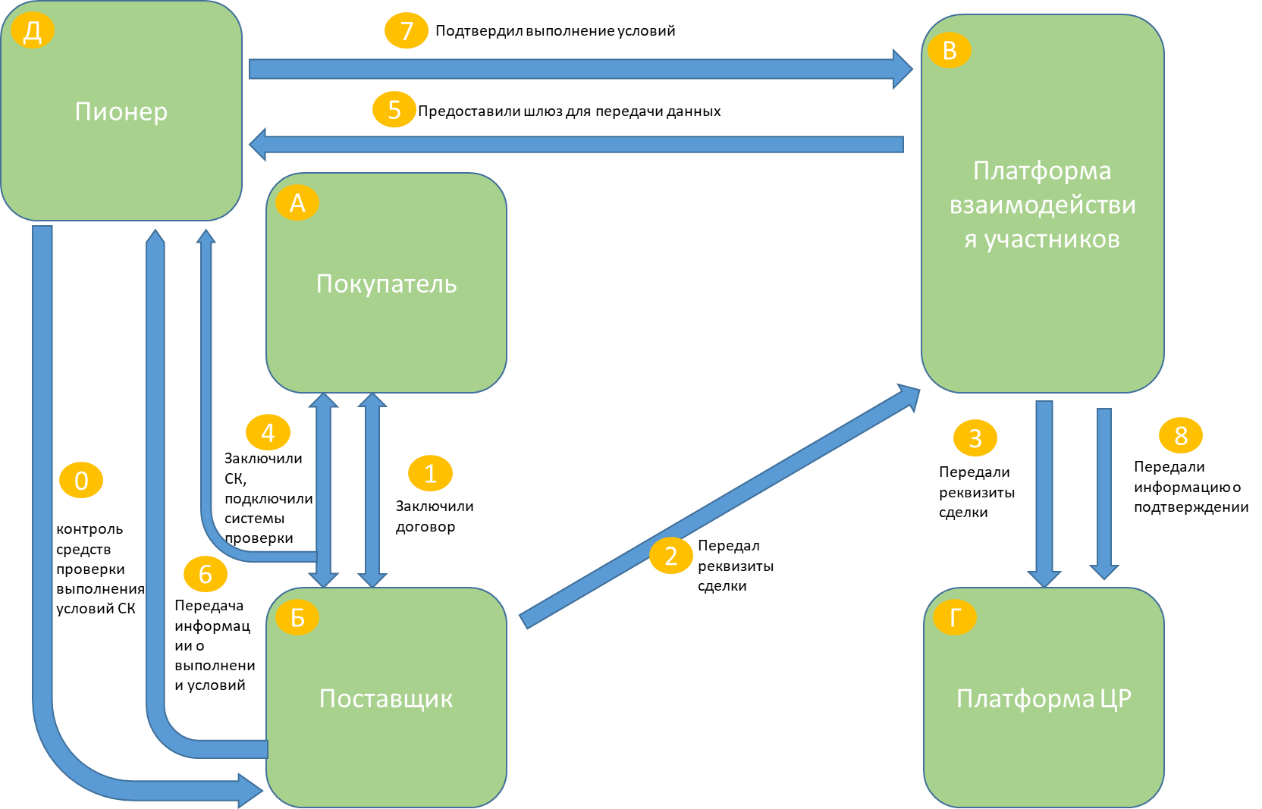 Д
Пионер
7
Подтвердил выполнение условий
5
Предоставили шлюз для передачи данных
В
Платформа
взаимодействи
я участников
А
Покупатель
4
Заключили
СК,
подключили
системы
проверки
1
Заключили
договор
0
контроль
средств
проверки
выполнения
условий СК
6
Передача
информац
ии о
выполнени
и условий
2
Передал
реквизиты
сделки
3
Передали
реквизиты
сделки
8
Передали
информацию о
подтверждении
Б
Поставщик
Г
Платформа ЦР